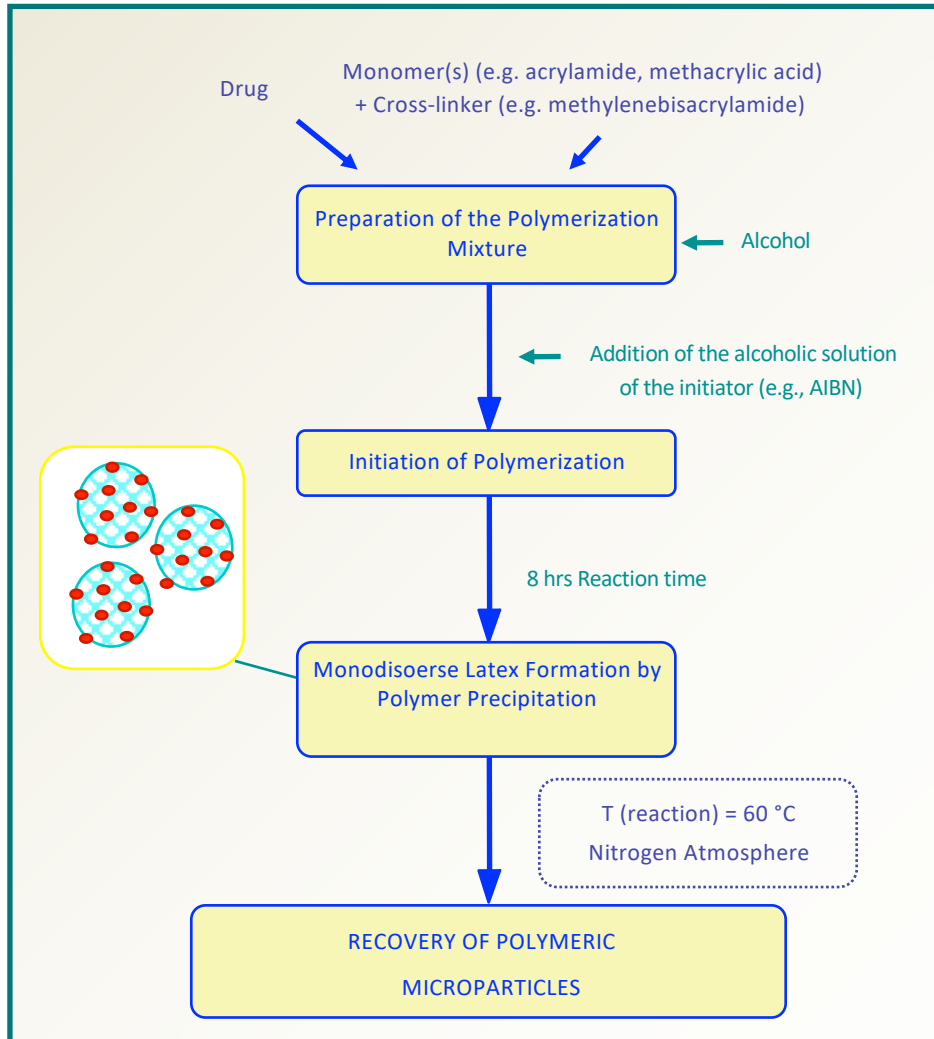 Drug
Monomer(s) (e.g. acrylamide, methacrylic acid)
+ Cross-linker (e.g. methylenebisacrylamide)
Preparation of the Polymerization
Mixture
Alcohol
Addition of the alcoholic solution
of the initiator (e.g., AIBN)
Initiation of Polymerization
8 hrs Reaction time
Monodisoerse Latex Formation by
Polymer Precipitation
T (reaction) = 60 °C
Nitrogen Atmosphere
RECOVERY OF POLYMERIC
MICROPARTICLES